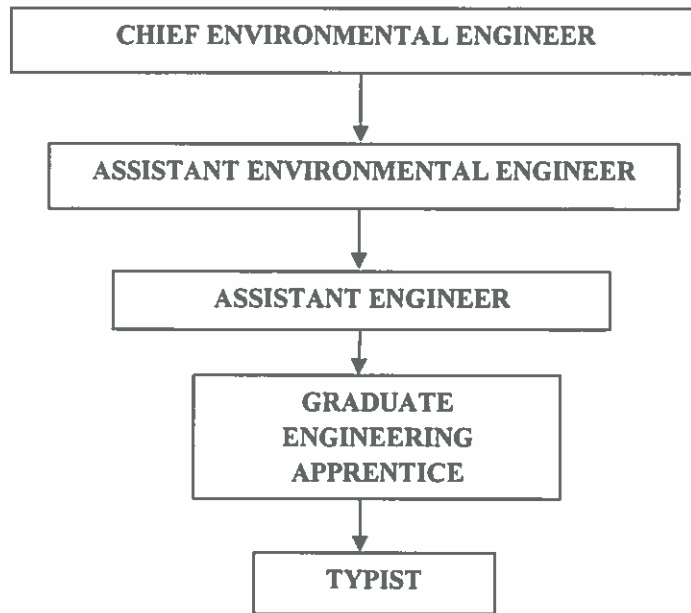 CHIEF ENVIRONMENTAL ENGINEER
ASSISTANT ENVIRONMENTAL ENGINEER
ASSISTANT ENGINEER
GRADUATE
ENGINEERING
APPRENTICE
TYPIST